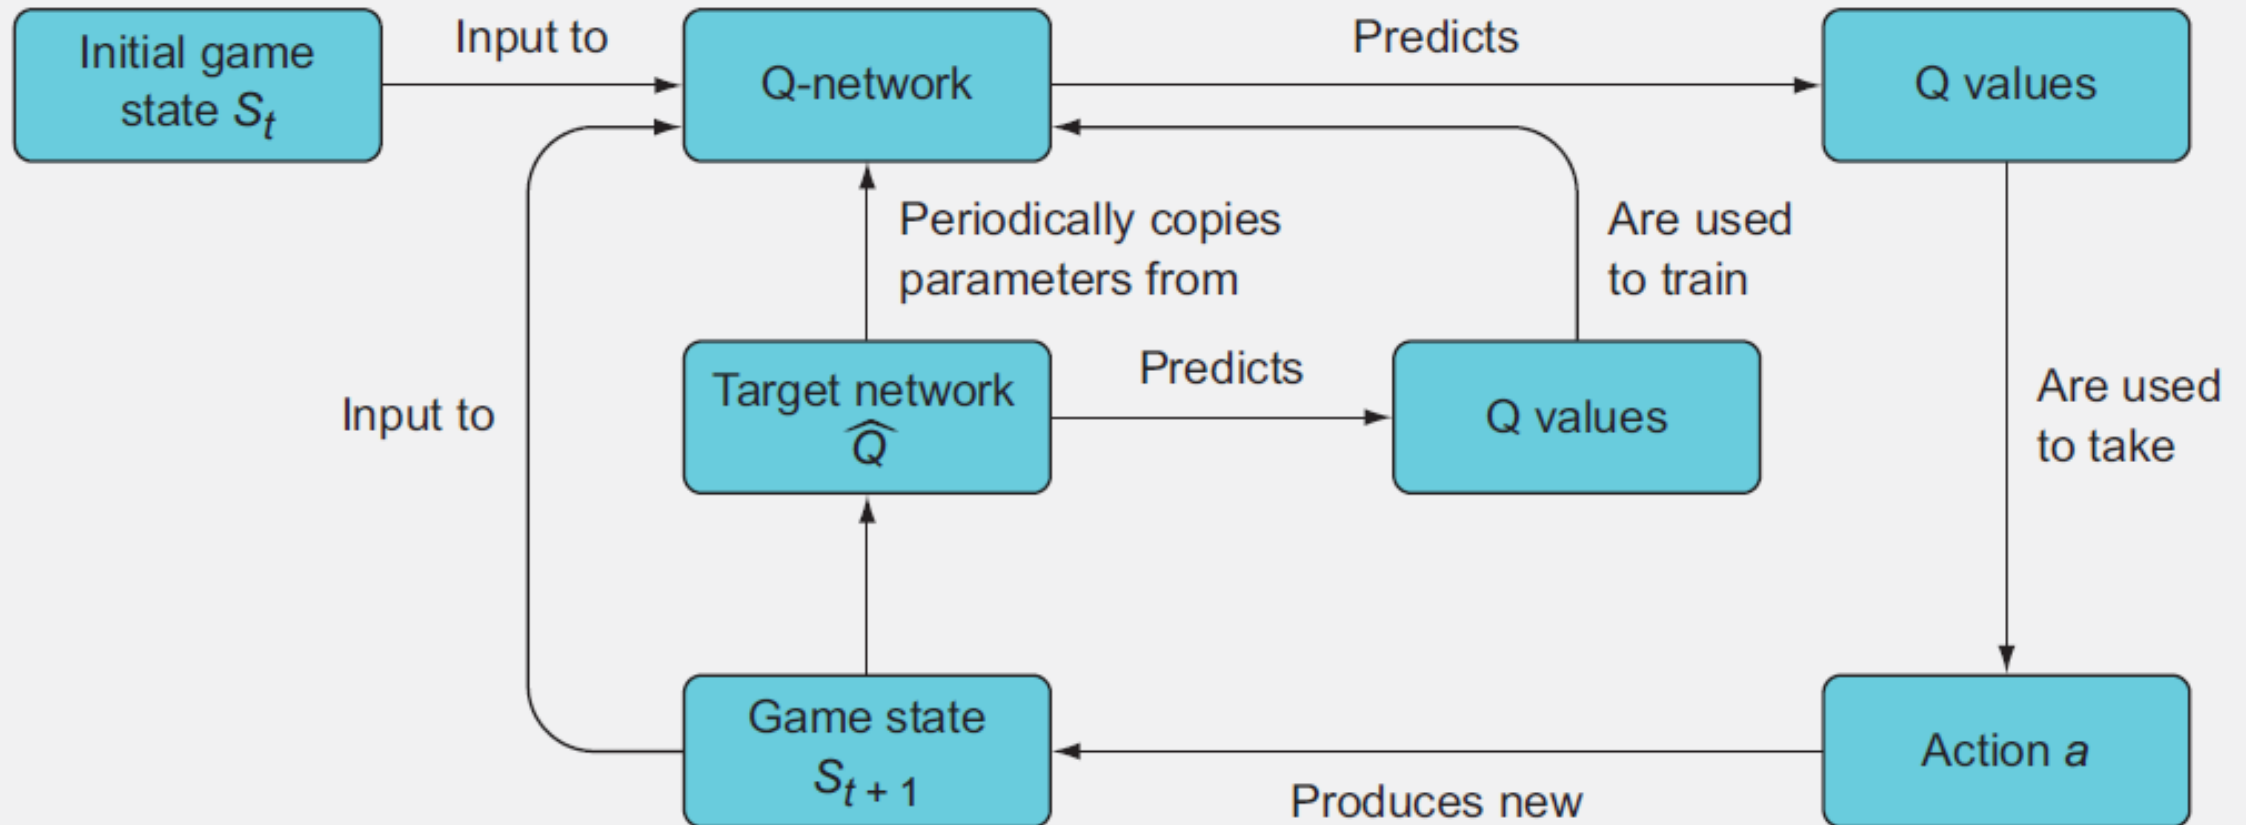 Initial game
state St
Input to
Q-network
Predicts
Q values
Periodically copies
parameters from
Are used
to train
Input to
Target network
Q̂
Predicts
Q values
Are used
to take
Game state
St + 1
Produces new
Action a